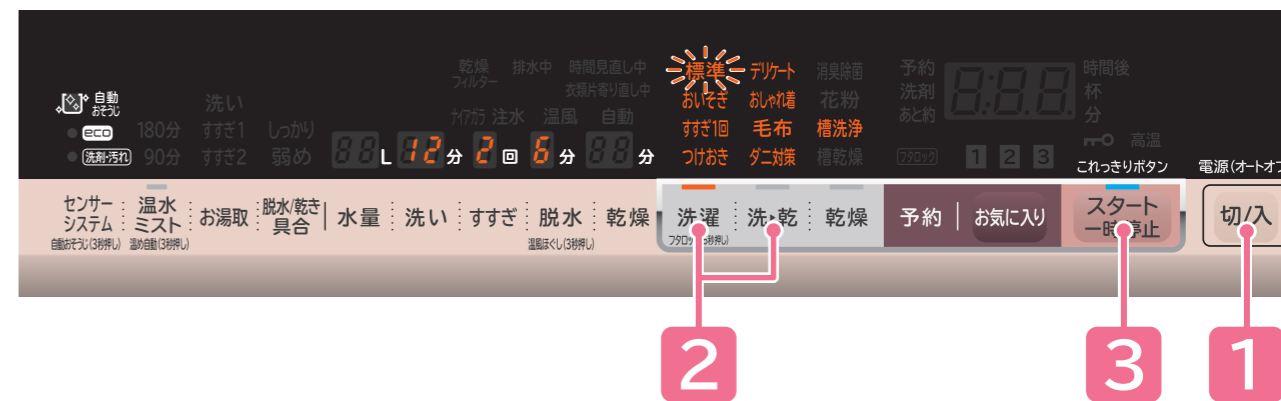 乾燥 フィルター
排水中
時間見直し中
衣類片寄り直し中
ナイアガラ 注水 温風 自動
自動 おそうじ
eco
洗剤・汚れ
180分
90分
洗い
すすぎ1
すすぎ2
しっかり
弱め
88 L 12 分 2 回 6 分 88 分
標準 デリケート 消臭除菌
おいそぎ おしゃれ着 花粉
すすぎ1回 毛布 槽洗浄
つけおき ダニ対策 槽乾燥
予約
洗剤
あと約
8:88
時間後
杯
分
高温
フタロック 1 2 3
これっきりボタン
電源(オートオフ
センサー システム
自動おそうじ(3秒押し)
温水 ミスト
温め自動(3秒押し)
お湯取
脱水/乾き 具合
水量 洗い すすぎ 脱水 乾燥
温風ほぐし(3秒押し)
洗濯 洗▸乾 乾燥
予約 お気に入り
スタート
一時停止
切/入
2
3
1